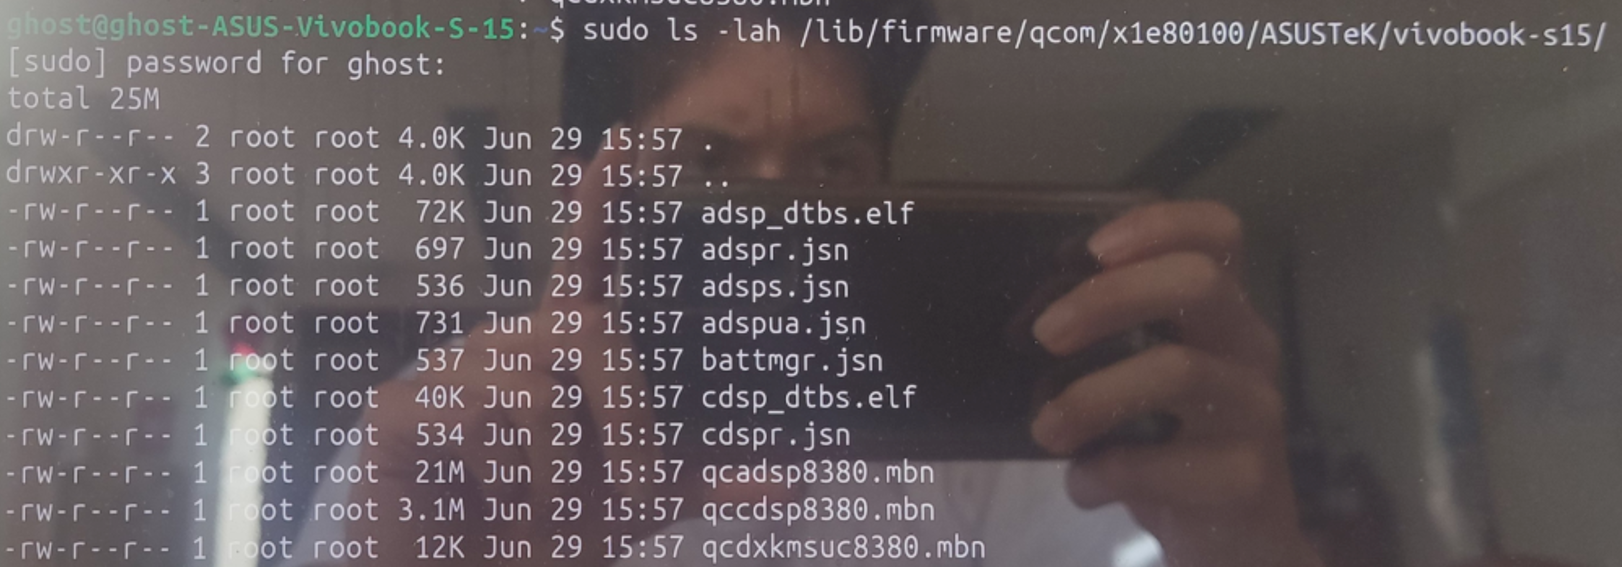 ghost@ghost-ASUS-Vivobook-S-15:~$ sudo ls -lah /lib/firmware/qcom/x1e80100/ASUSTeK/vivobook-s15/
[sudo] password for ghost:
total 25M
drw-r--r-- 2 root root 4.0K Jun 29 15:57 .
drwxr-xr-x 3 root root 4.0K Jun 29 15:57 ..
-rw-r--r-- 1 root root  72K Jun 29 15:57 adsp_dtbs.elf
-rw-r--r-- 1 root root  697 Jun 29 15:57 adspr.jsn
-rw-r--r-- 1 root root  536 Jun 29 15:57 adsps.jsn
-rw-r--r-- 1 root root  731 Jun 29 15:57 adspua.jsn
-rw-r--r-- 1 root root  537 Jun 29 15:57 battmgr.jsn
-rw-r--r-- 1 root root  40K Jun 29 15:57 cdsp_dtbs.elf
-rw-r--r-- 1 root root  534 Jun 29 15:57 cdspr.jsn
-rw-r--r-- 1 root root  21M Jun 29 15:57 qcadsp8380.mbn
-rw-r--r-- 1 root root 3.1M Jun 29 15:57 qccdsp8380.mbn
-rw-r--r-- 1 root root  12K Jun 29 15:57 qcdxkmsuc8380.mbn